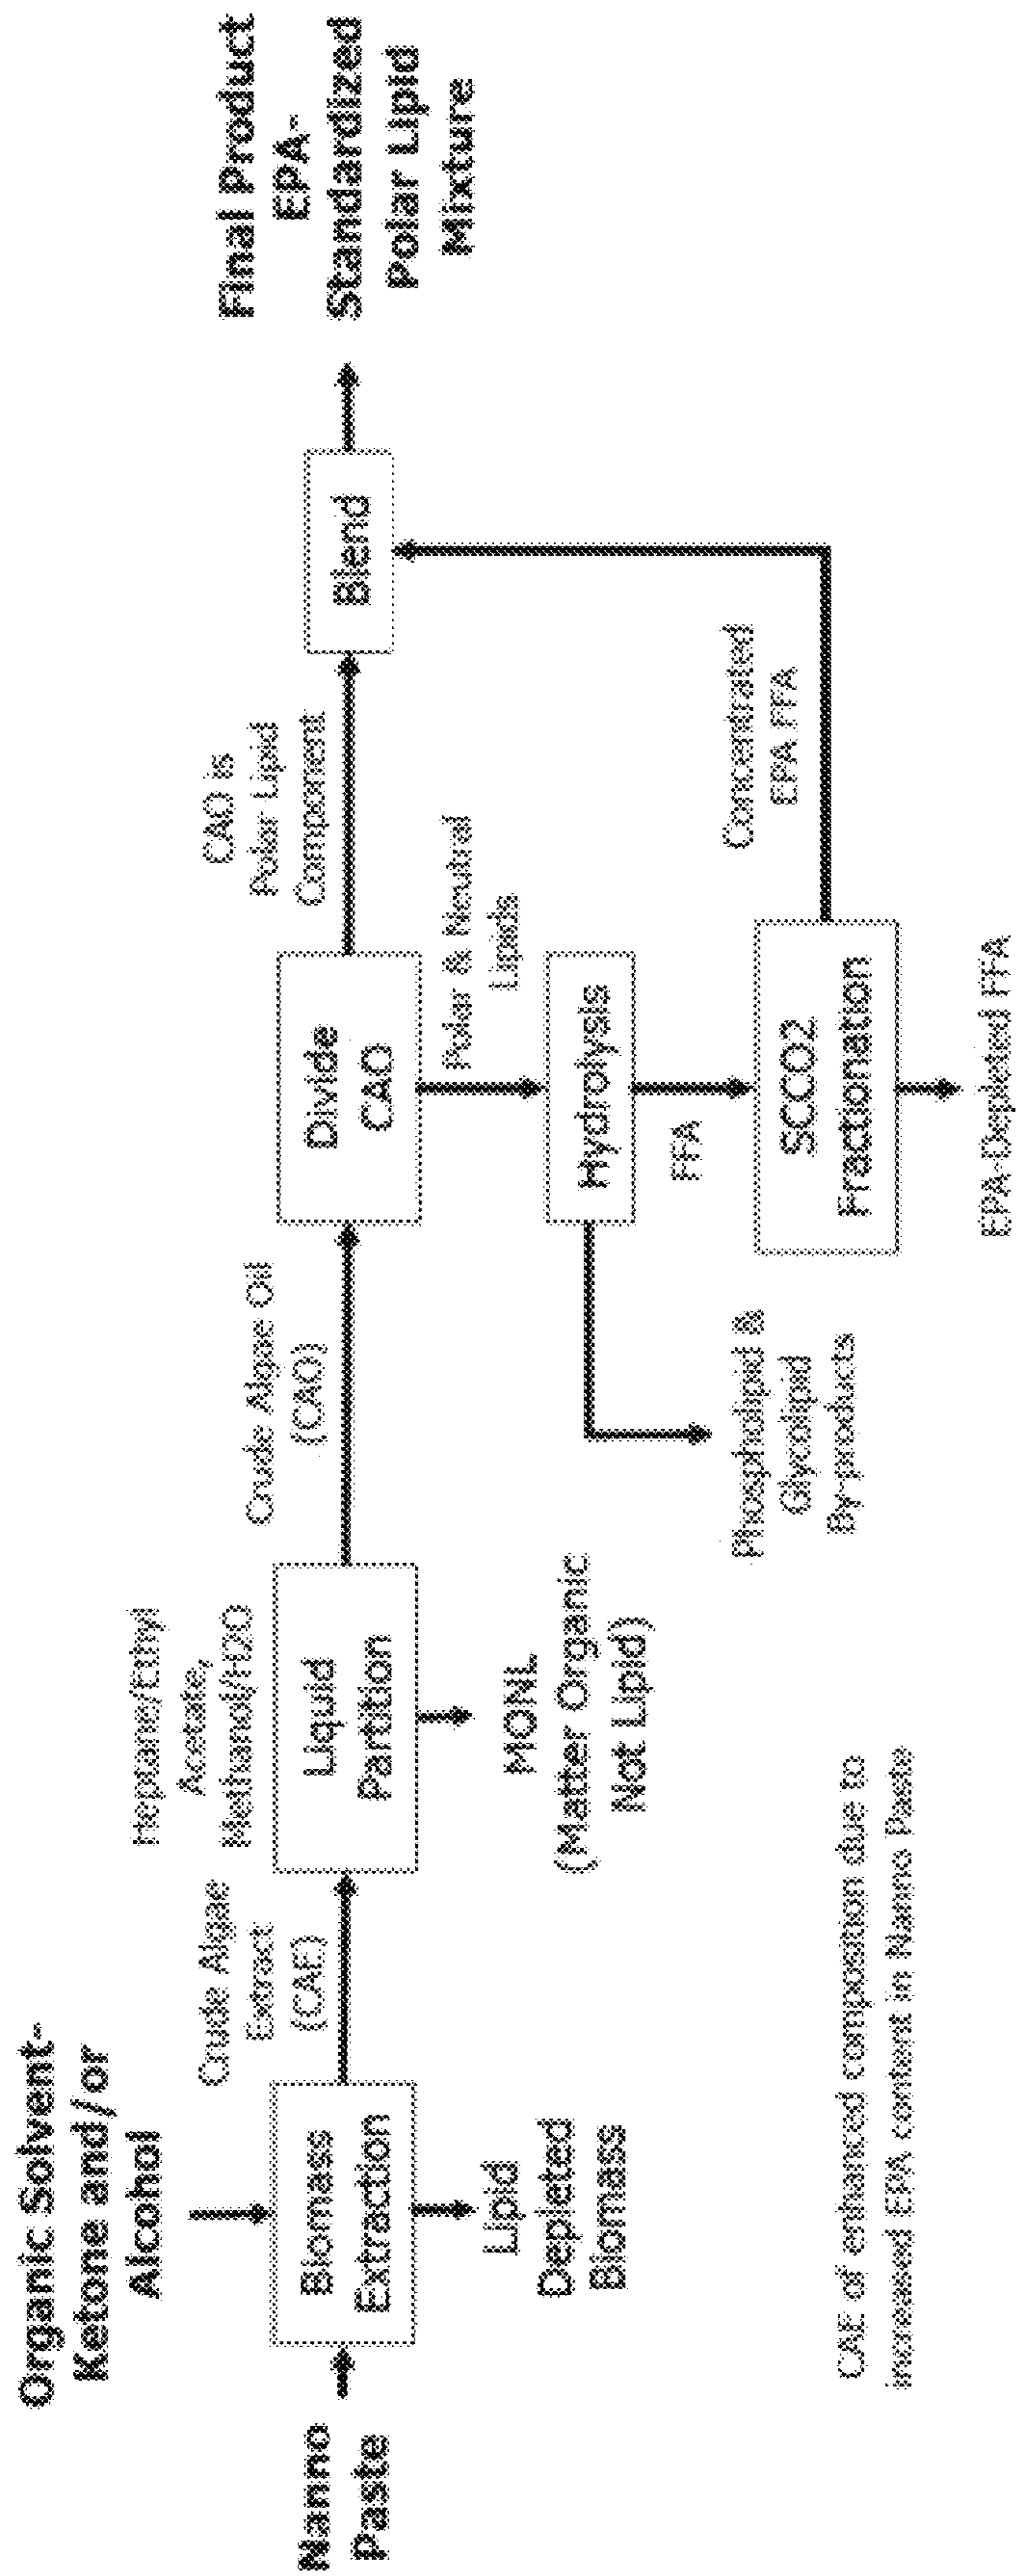 Organic Solvent-
Ketone and/or
Alcohol
Nanno
Paste
Biomass
Extraction
Lipid
Depleted
Biomass
Crude Algae
Extract
(CAE)
Heptane/Ethyl
Acetate,
Methanol/H2O
Liquid
Partition
MONL
(Matter Organic
Not Lipid)
Crude Algae Oil
(CAO)
Divide
CAO
CAO is
Polar Lipid
Component
Polar & Neutral
Lipids
Hydrolysis
Phospholipid &
Glycolipid
By-products
FFA
SCCO2
Fractionation
EPA-Depleted FFA
Concentrated
EPA FFA
Blend
Final Product
EPA-
Standardized
Polar Lipid
Mixture
CAE of enhanced composition due to
increased EPA content in Nanno Paste